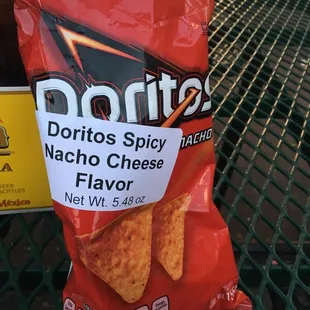 Doritos
NACHO
Doritos Spicy
Nacho Cheese
Flavor
Net Wt. 5.48 oz